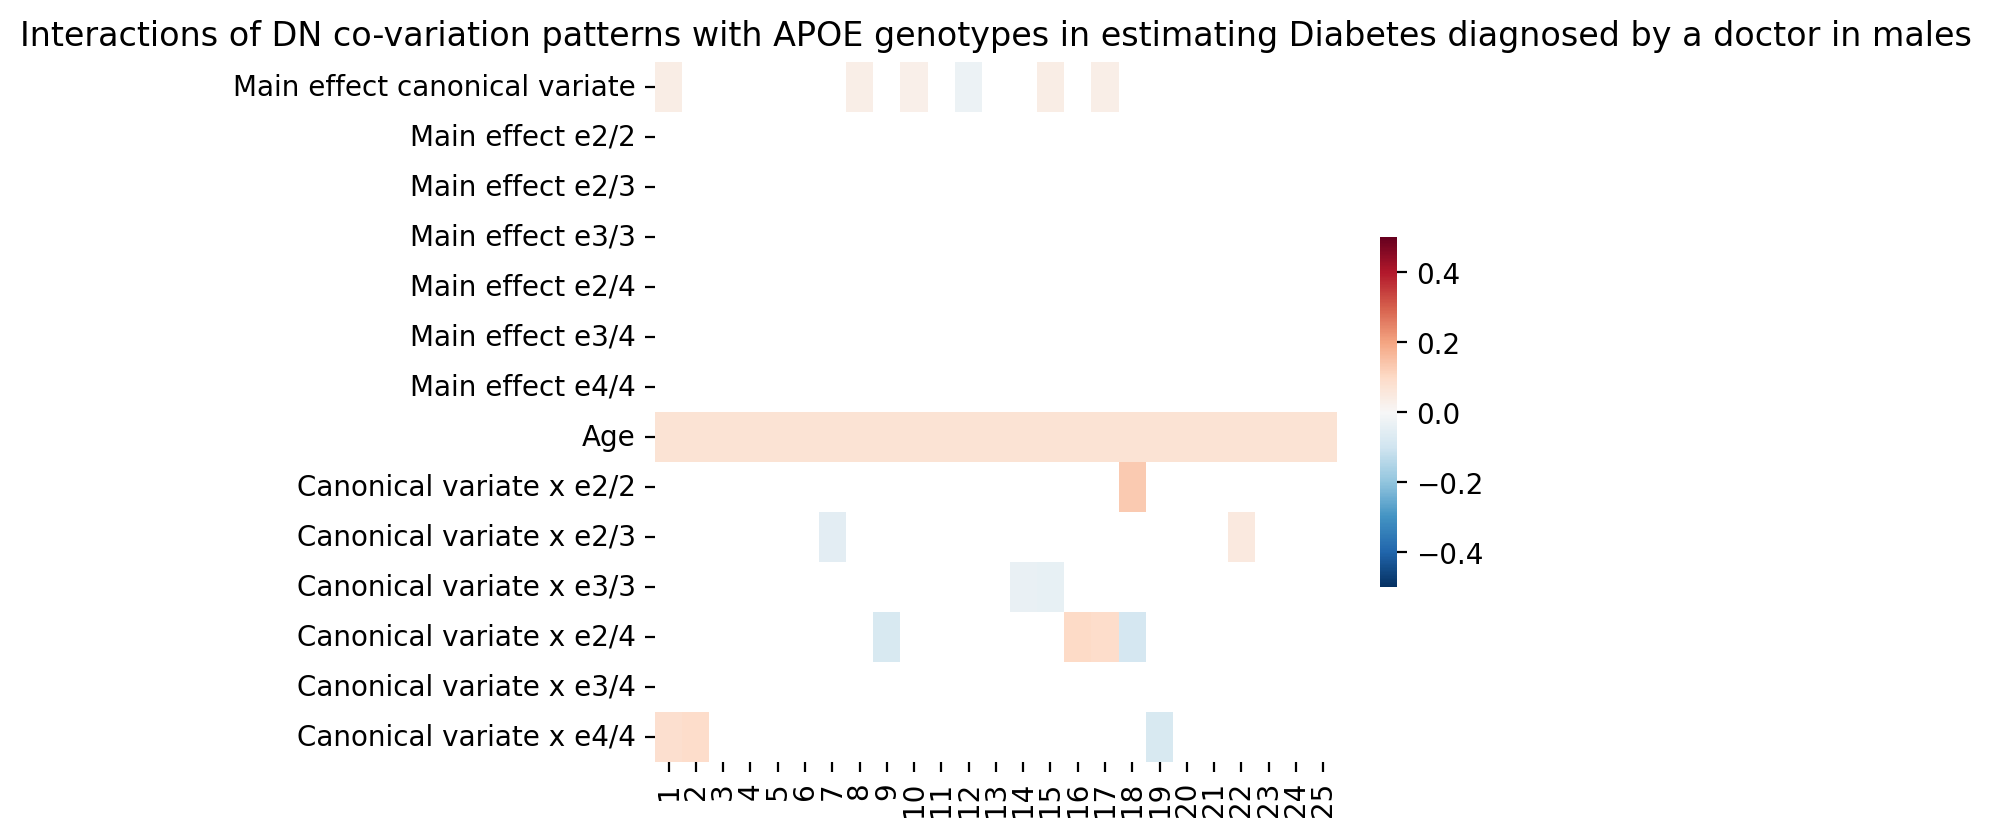 Interactions of DN co-variation patterns with APOE genotypes in estimating Diabetes diagnosed by a doctor in males
Main effect canonical variate
Main effect e2/2
Main effect e2/3
Main effect e3/3
Main effect e2/4
Main effect e3/4
Main effect e4/4
Age
Canonical variate x e2/2
Canonical variate x e2/3
Canonical variate x e3/3
Canonical variate x e2/4
Canonical variate x e3/4
Canonical variate x e4/4
1 2 3 4 5 6 7 8 9 10 11 12 13 14 15 16 17 18 19 20 21 22 23 24 25
0.4
0.2
0.0
−0.2
−0.4